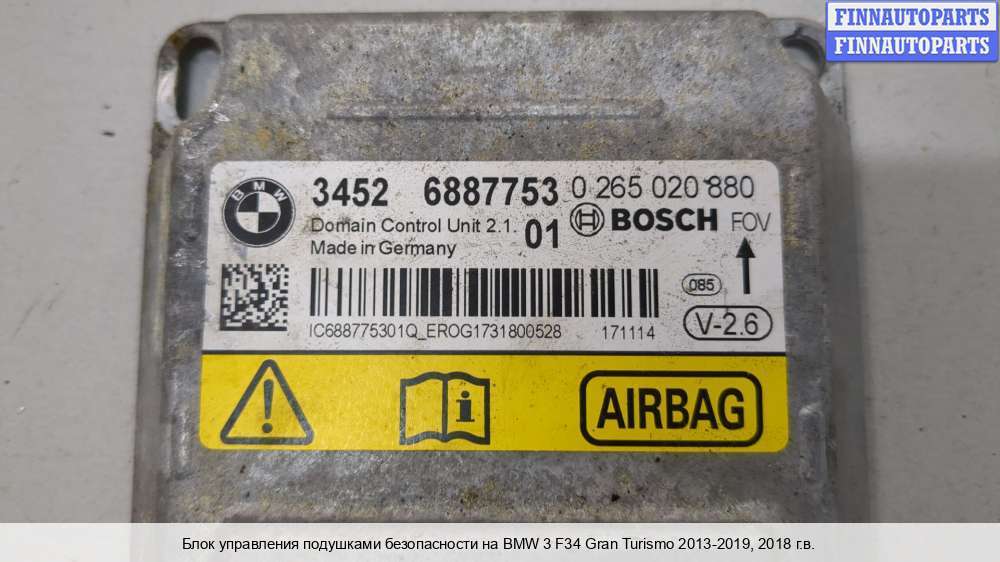 FINNAUTOPARTS
FINNAUTOPARTS
BMW
3452 6887753 0 265 020 880
Domain Control Unit 2.1. 01 BOSCH FOV
Made in Germany
085
IC688775301Q_EROG1731800528 171114 V-2.6
AIRBAG
Блок управления подушками безопасности на BMW 3 F34 Gran Turismo 2013-2019, 2018 г.в.